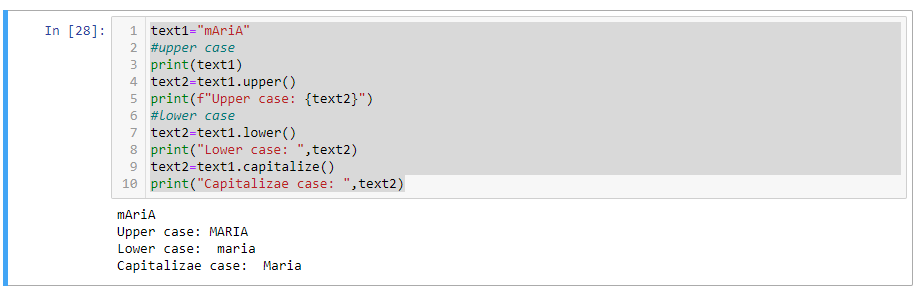 In [28]:
1 text1="mAriA"
2 #upper case
3 print(text1)
4 text2=text1.upper()
5 print(f"Upper case: {text2}")
6 #lower case
7 text2=text1.lower()
8 print("Lower case: ",text2)
9 text2=text1.capitalize()
10 print("Capitalizae case: ",text2)
mAriA
Upper case: MARIA
Lower case:  maria
Capitalizae case:  Maria